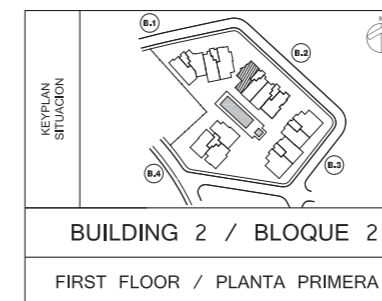 B.1
B.2
KEYPLAN
SITUACION
B.4
B.3
BUILDING 2 / BLOQUE 2
FIRST FLOOR / PLANTA PRIMERA